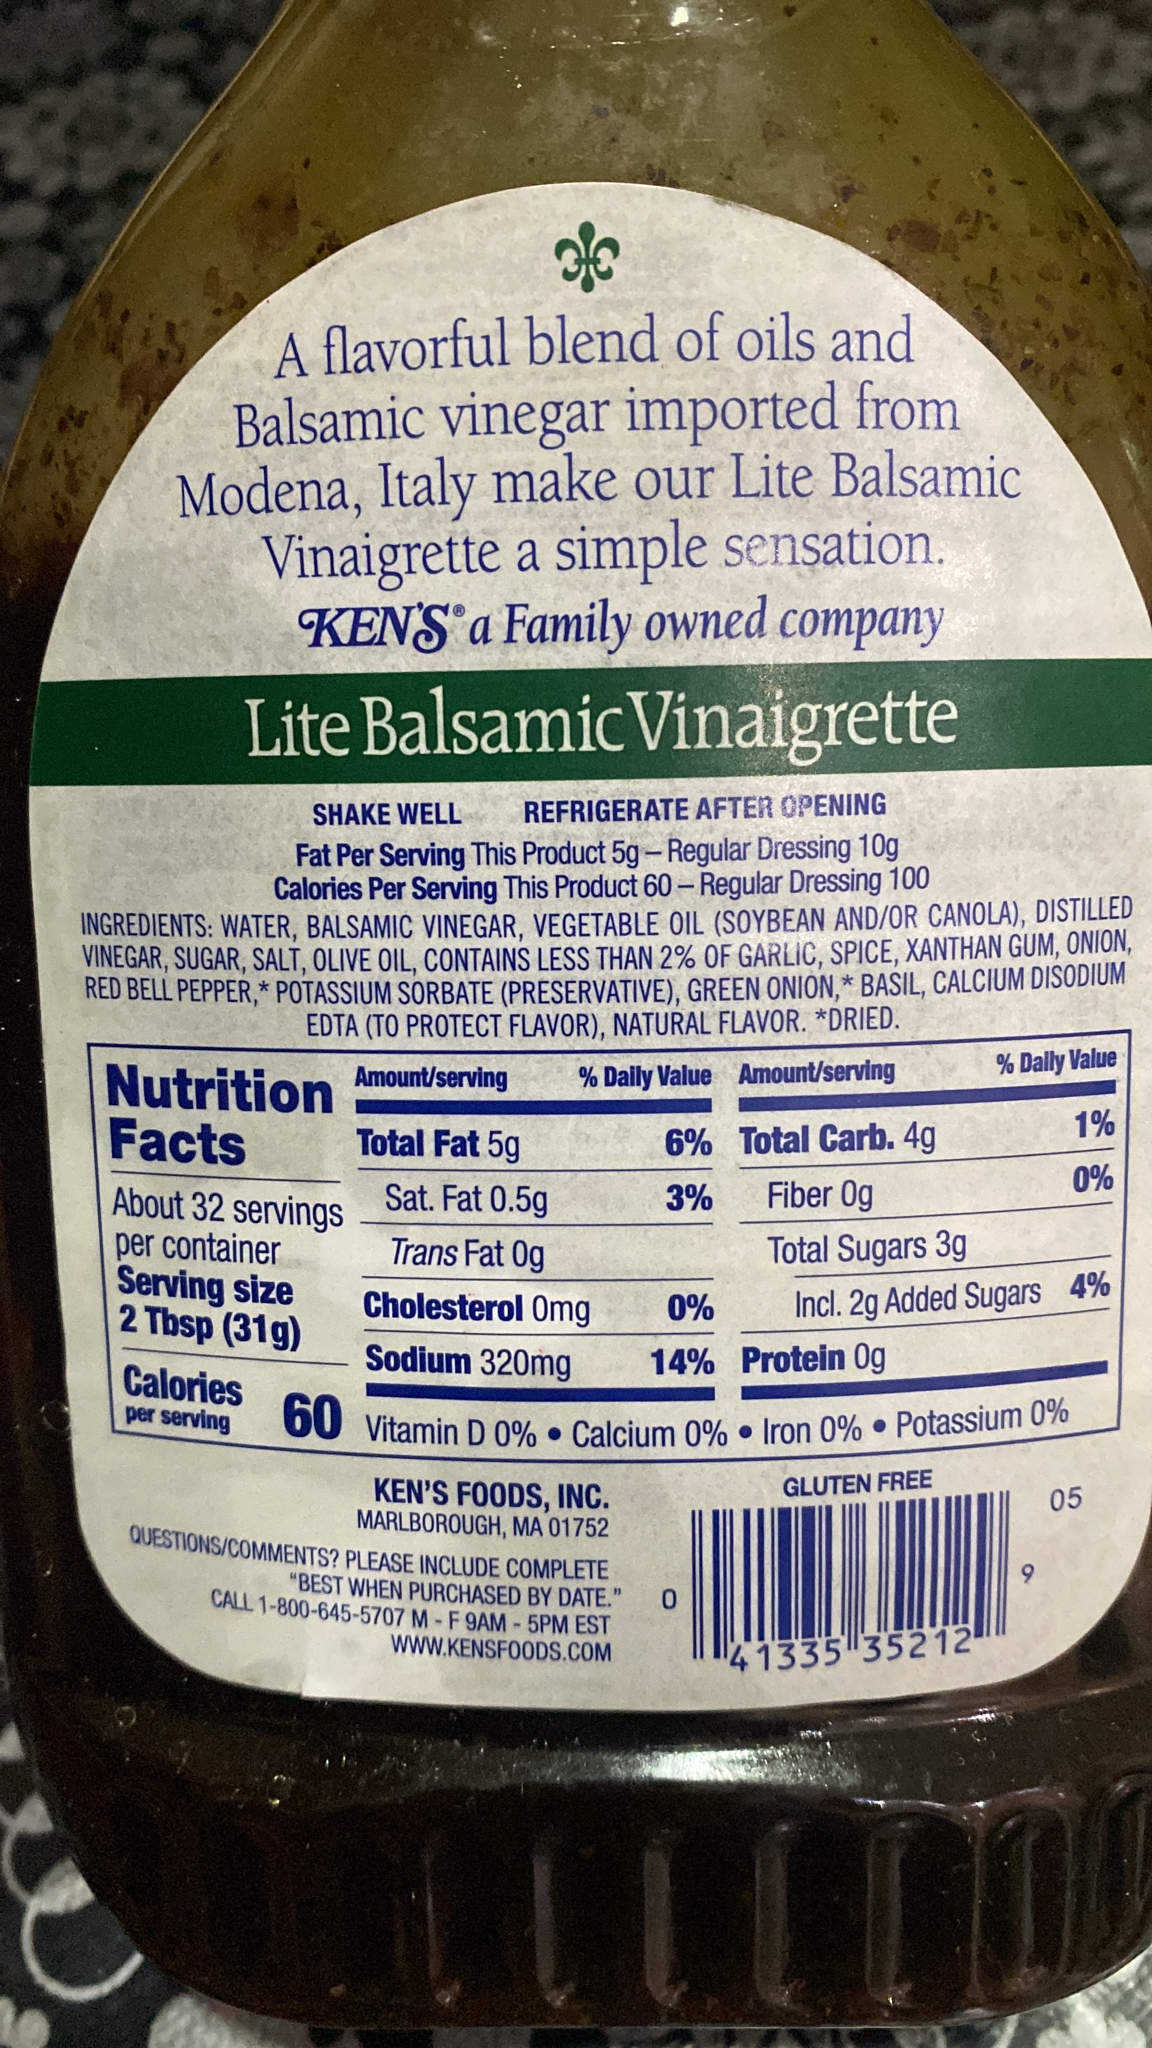 A flavorful blend of oils and
Balsamic vinegar imported from
Modena, Italy make our Lite Balsamic
Vinaigrette a simple sensation.
KEN'S® a Family owned company
Lite Balsamic Vinaigrette
SHAKE WELL REFRIGERATE AFTER OPENING
Fat Per Serving This Product 5g – Regular Dressing 10g
Calories Per Serving This Product 60 – Regular Dressing 100
INGREDIENTS: WATER, BALSAMIC VINEGAR, VEGETABLE OIL (SOYBEAN AND/OR CANOLA), DISTILLED
VINEGAR, SUGAR, SALT, OLIVE OIL, CONTAINS LESS THAN 2% OF GARLIC, SPICE, XANTHAN GUM, ONION,
RED BELL PEPPER,* POTASSIUM SORBATE (PRESERVATIVE), GREEN ONION,* BASIL, CALCIUM DISODIUM
EDTA (TO PROTECT FLAVOR), NATURAL FLAVOR. *DRIED.
Nutrition
Facts
About 32 servings
per container
Serving size
2 Tbsp (31g)
Calories
per serving
60
Amount/serving % Daily Value
Total Fat 5g 6%
Sat. Fat 0.5g 3%
Trans Fat 0g
Cholesterol 0mg 0%
Sodium 320mg 14%
Amount/serving % Daily Value
Total Carb. 4g 1%
Fiber 0g 0%
Total Sugars 3g
Incl. 2g Added Sugars 4%
Protein 0g
Vitamin D 0% • Calcium 0% • Iron 0% • Potassium 0%
KEN'S FOODS, INC.
MARLBOROUGH, MA 01752
QUESTIONS/COMMENTS? PLEASE INCLUDE COMPLETE
"BEST WHEN PURCHASED BY DATE."
CALL 1-800-645-5707 M - F 9AM - 5PM EST
WWW.KENSFOODS.COM
GLUTEN FREE
05
0 41335 35212 9